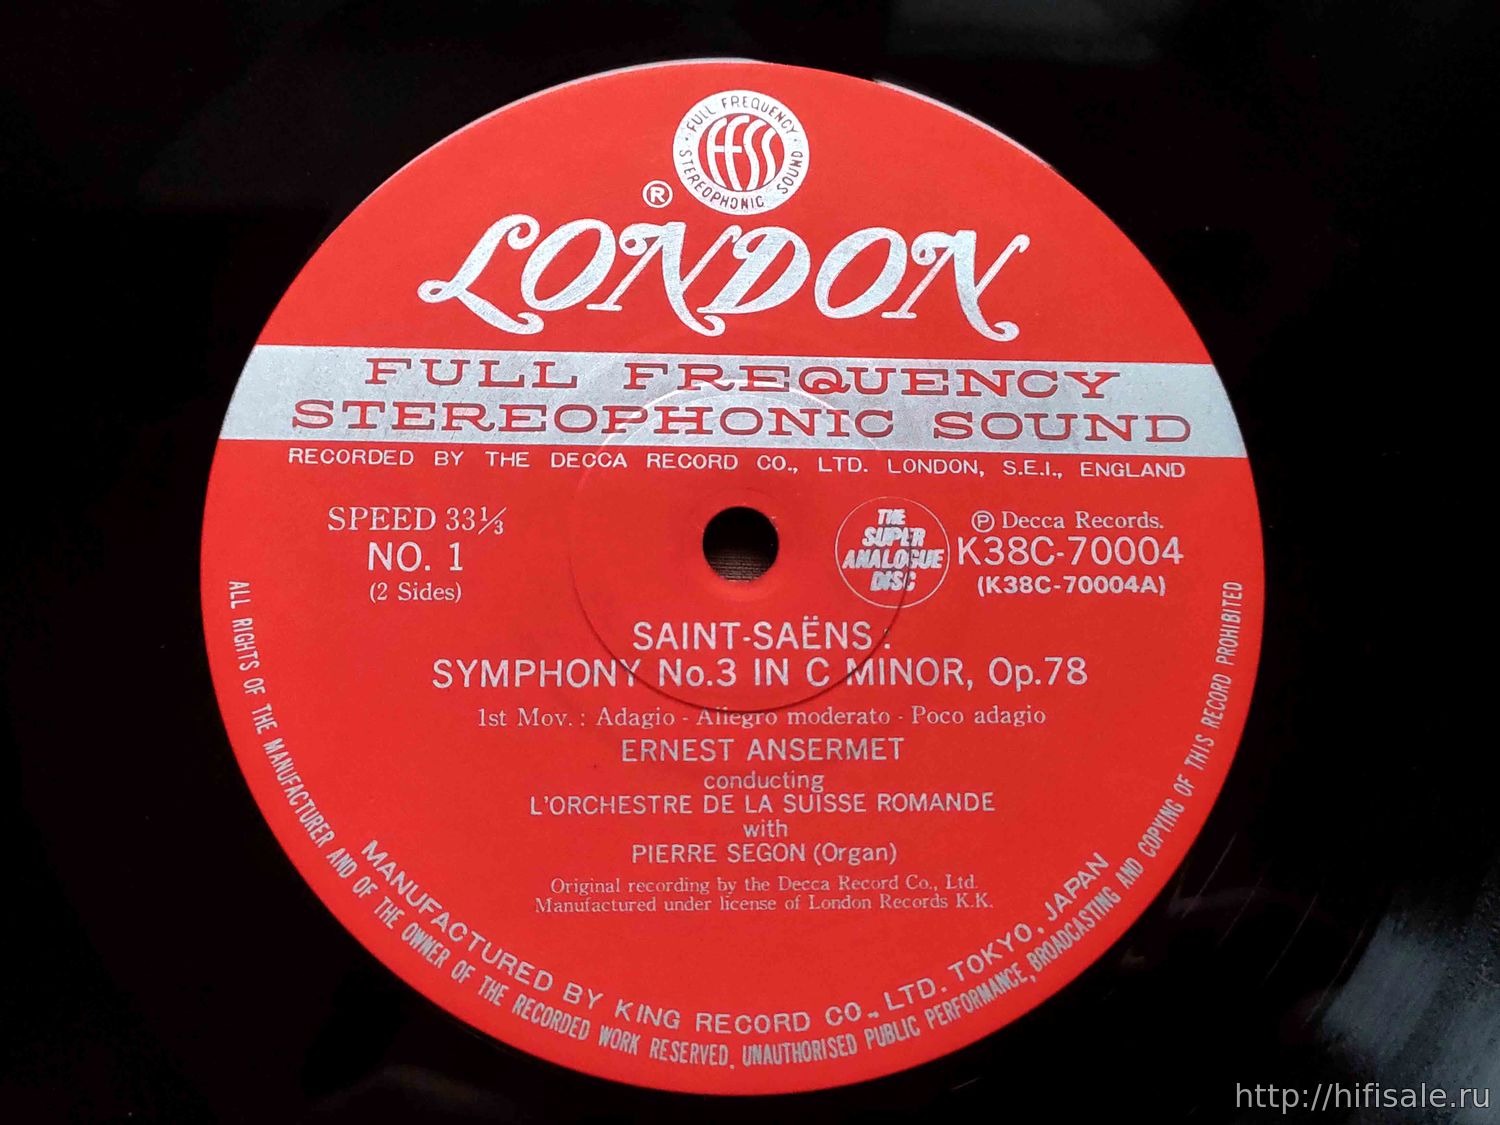 FULL FREQUENCY
FFSS
STEREOPHONIC SOUND
®
LONDON
FULL FREQUENCY
STEREOPHONIC SOUND
RECORDED BY THE DECCA RECORD CO., LTD. LONDON, S.E.I., ENGLAND
SPEED 33⅓
NO. 1
(2 Sides)
THE
SUPER
ANALOGUE
DISC
℗ Decca Records.
K38C-70004
(K38C-70004A)
SAINT-SAËNS:
SYMPHONY No.3 IN C MINOR, Op.78
1st Mov. : Adagio - Allegro moderato - Poco adagio
ERNEST ANSERMET
conducting
L'ORCHESTRE DE LA SUISSE ROMANDE
with
PIERRE SEGON (Organ)
Original recording by the Decca Record Co., Ltd.
Manufactured under license of London Records K.K.
MANUFACTURED BY KING RECORD CO., LTD. TOKYO, JAPAN
ALL RIGHTS OF THE MANUFACTURER AND OF THE OWNER OF THE RECORDED WORK RESERVED. UNAUTHORISED PUBLIC PERFORMANCE, BROADCASTING AND COPYING OF THIS RECORD PROHIBITED
http://hifisale.ru